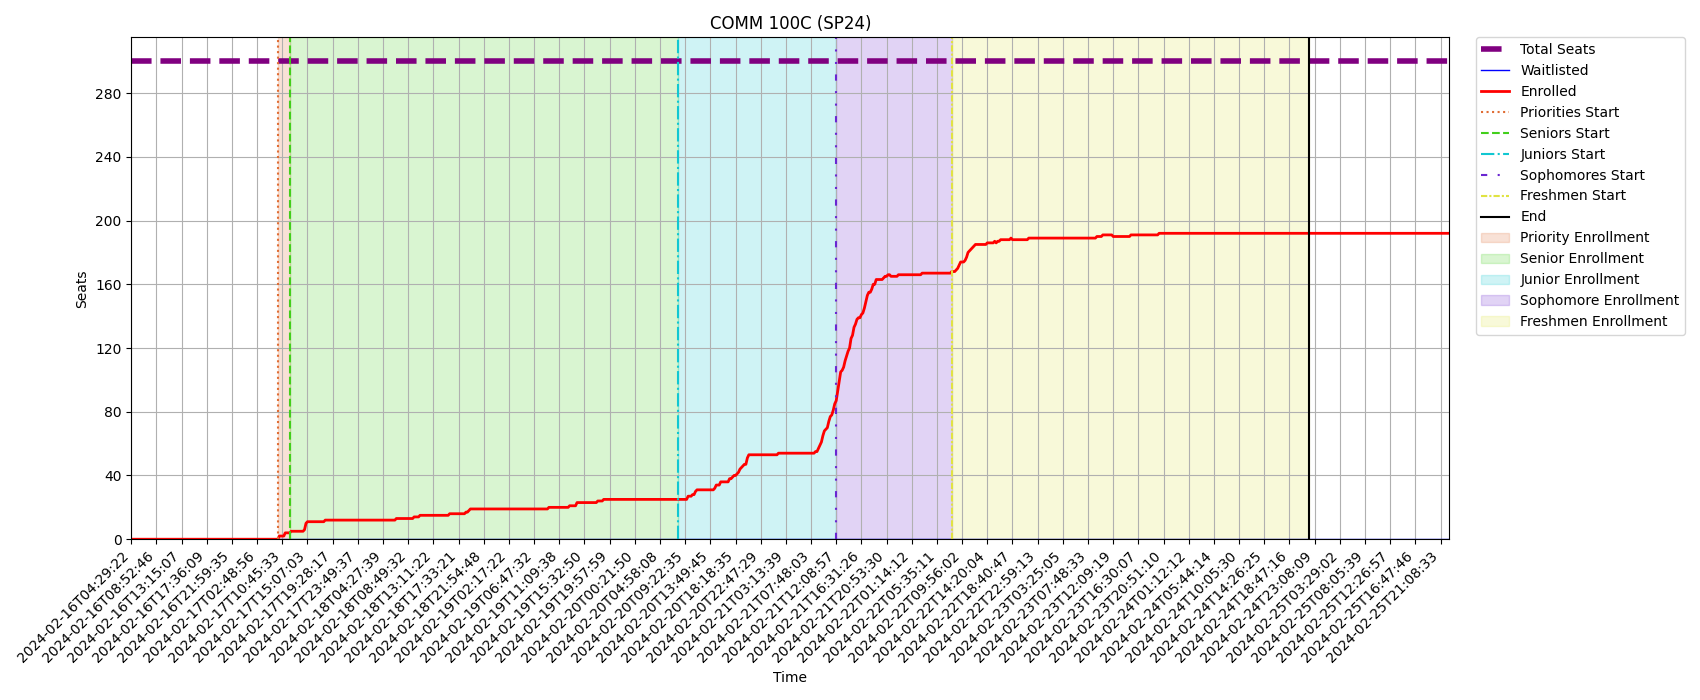 COMM 100C (SP24)
Seats
280
240
200
160
120
80
40
0
2024-02-16T04:29:22
2024-02-16T08:52:46
2024-02-16T13:15:07
2024-02-16T17:36:09
2024-02-16T21:59:35
2024-02-17T02:48:56
2024-02-17T10:45:33
2024-02-17T15:07:03
2024-02-17T19:28:17
2024-02-17T23:49:37
2024-02-18T04:27:39
2024-02-18T08:49:32
2024-02-18T13:11:22
2024-02-18T17:33:21
2024-02-18T21:54:48
2024-02-19T02:17:22
2024-02-19T06:47:32
2024-02-19T11:09:38
2024-02-19T15:32:50
2024-02-19T19:57:59
2024-02-20T00:21:50
2024-02-20T04:58:08
2024-02-20T09:22:35
2024-02-20T13:49:45
2024-02-20T18:18:35
2024-02-20T22:47:29
2024-02-21T03:13:39
2024-02-21T07:48:03
2024-02-21T12:08:57
2024-02-21T16:31:26
2024-02-21T20:53:30
2024-02-22T01:14:12
2024-02-22T05:35:11
2024-02-22T09:56:02
2024-02-22T14:20:04
2024-02-22T18:40:47
2024-02-22T22:59:13
2024-02-23T03:25:05
2024-02-23T07:48:33
2024-02-23T12:09:19
2024-02-23T16:30:07
2024-02-23T20:51:10
2024-02-24T01:12:12
2024-02-24T05:44:14
2024-02-24T10:05:30
2024-02-24T14:26:25
2024-02-24T18:47:16
2024-02-24T23:08:09
2024-02-25T03:29:02
2024-02-25T08:05:39
2024-02-25T12:26:57
2024-02-25T16:47:46
2024-02-25T21:08:33
Time
Total Seats
Waitlisted
Enrolled
Priorities Start
Seniors Start
Juniors Start
Sophomores Start
Freshmen Start
End
Priority Enrollment
Senior Enrollment
Junior Enrollment
Sophomore Enrollment
Freshmen Enrollment